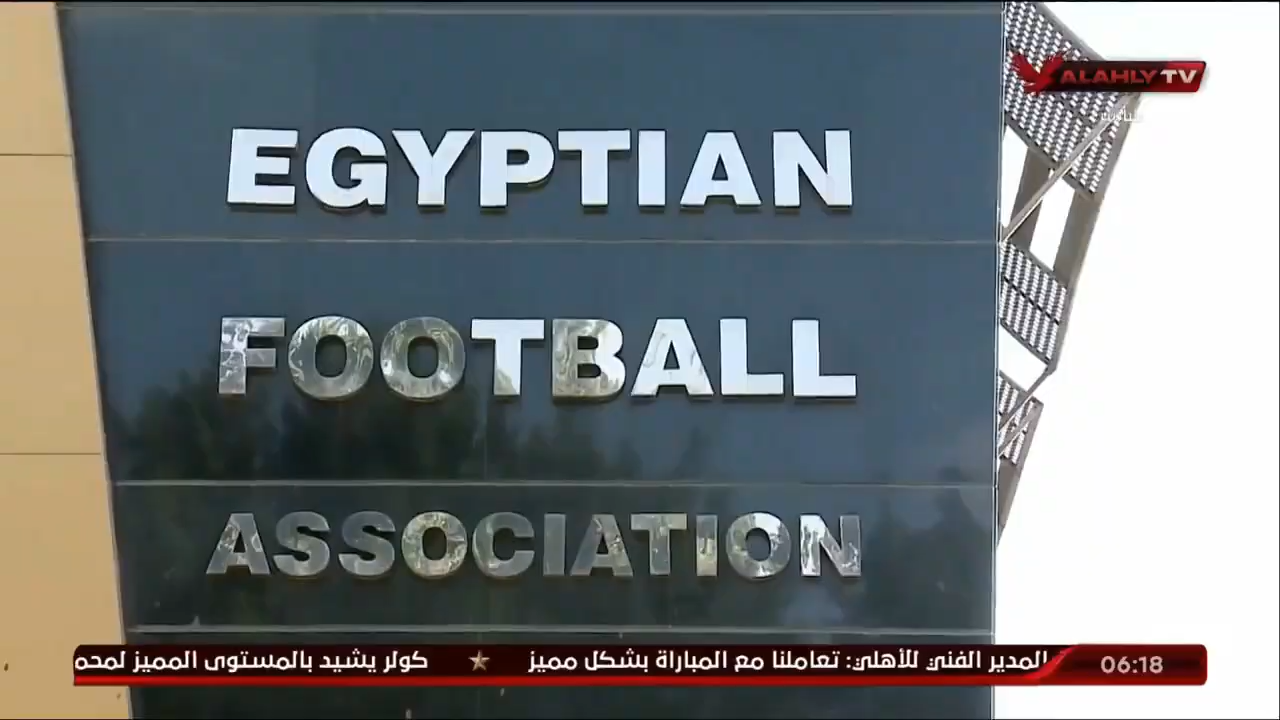 ALAHLY TV
EGYPTIAN
FOOTBALL
ASSOCIATION
المدير الفني للأهلي: تعاملنا مع المباراة بشكل مميز ★ كولر يشيد بالمستوى المميز
06:18